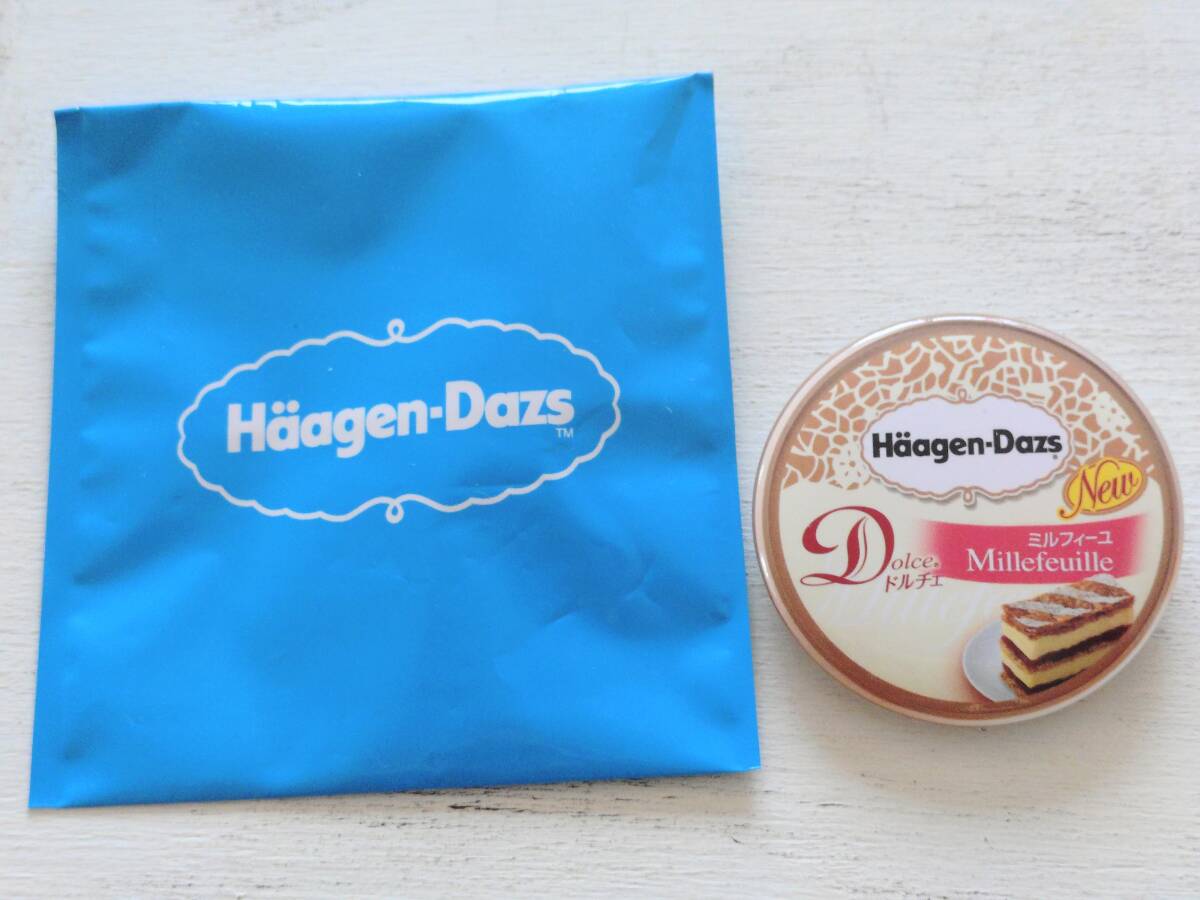 Häagen-Dazs
TM
Häagen-Dazs®
New
Dolce®
ドルチェ
ミルフィーユ
Millefeuille